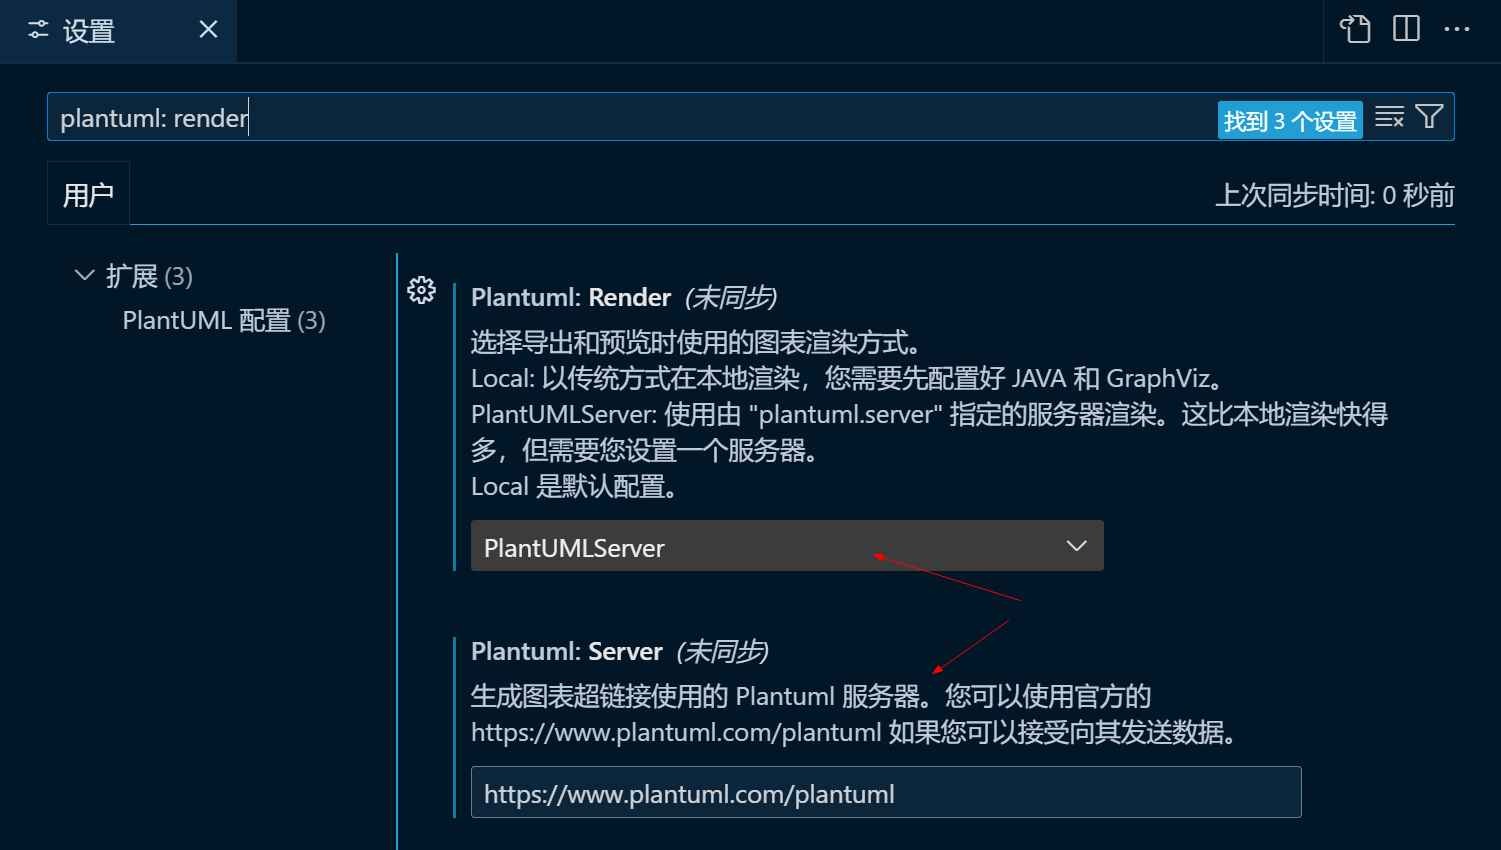 设置
plantuml: render
找到 3 个设置
用户
上次同步时间: 0 秒前
扩展 (3)
PlantUML 配置 (3)
Plantuml: Render (未同步)
选择导出和预览时使用的图表渲染方式。
Local: 以传统方式在本地渲染，您需要先配置好 JAVA 和 GraphViz。
PlantUMLServer: 使用由 "plantuml.server" 指定的服务器渲染。这比本地渲染快得
多，但需要您设置一个服务器。
Local 是默认配置。
PlantUMLServer
Plantuml: Server (未同步)
生成图表超链接使用的 Plantuml 服务器。您可以使用官方的
https://www.plantuml.com/plantuml 如果您可以接受向其发送数据。
https://www.plantuml.com/plantuml